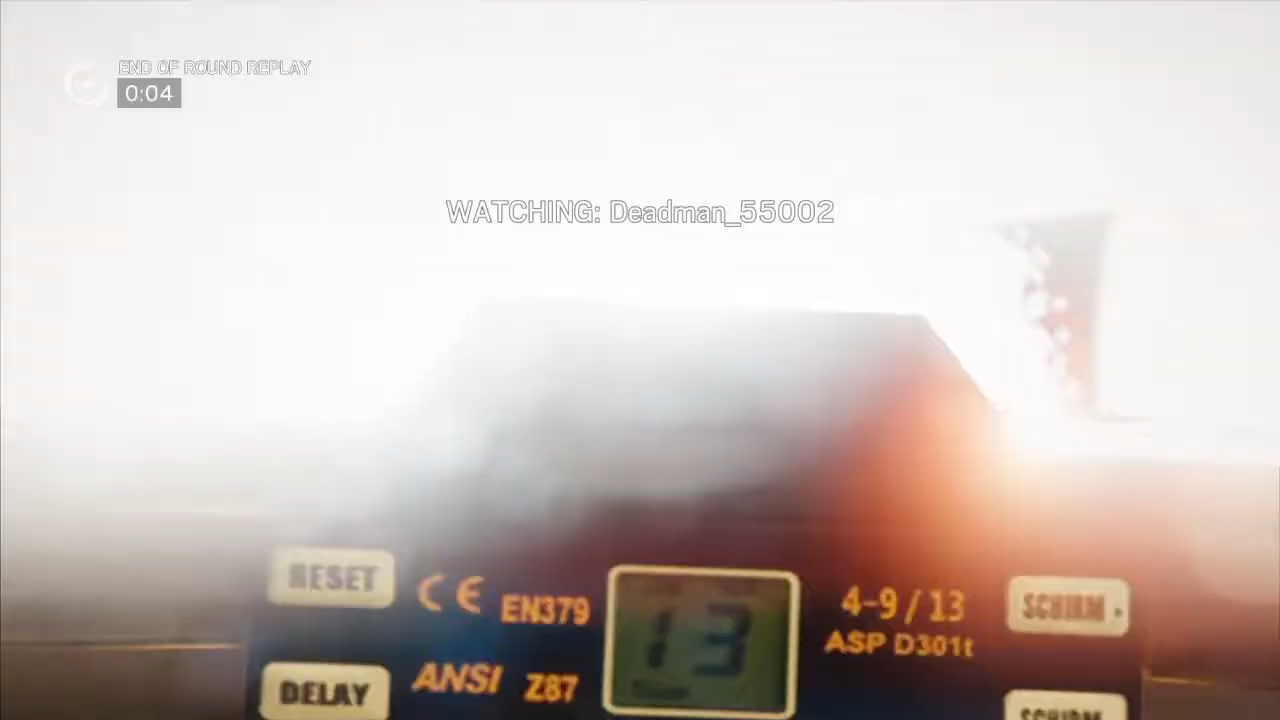 END OF ROUND REPLAY
0:04
WATCHING: Deadman_55002
RESET
CE EN379
13
4-9 / 13
ASP D301t
SCHIRM
DELAY
ANSI Z87
SCHIRM